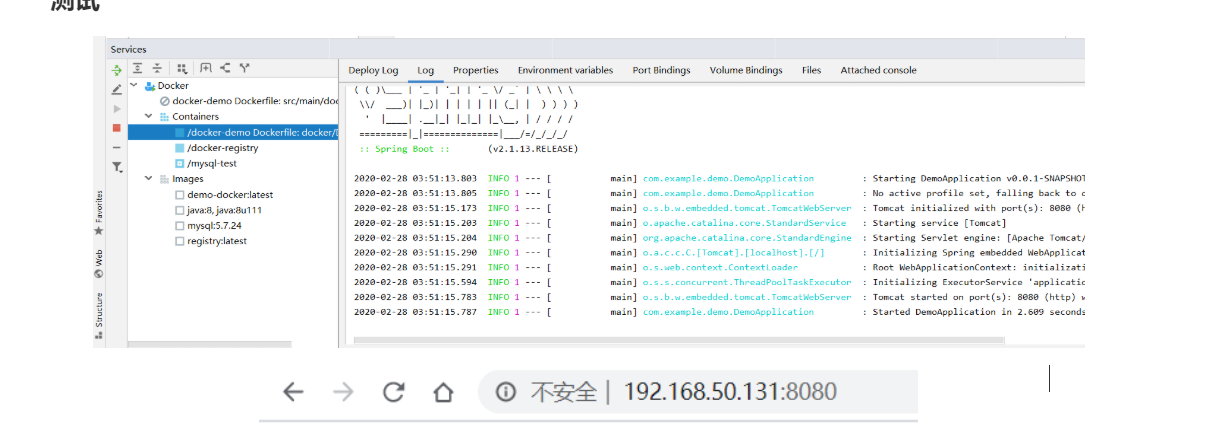 测试
Services
Docker
docker-demo Dockerfile: src/main/doc
Containers
/docker-demo Dockerfile: docker/D
/docker-registry
/mysql-test
Images
demo-docker:latest
java:8, java:8u111
mysql:5.7.24
registry:latest
Favorites
Web
Structure
Deploy Log Log Properties Environment variables Port Bindings Volume Bindings Files Attached console
( ( )\___ | '_ | '_| | '_ \/ _` | \ \ \ \
\\/  ___)| |_)| | | | | || (_| |  ) ) ) )
'  |____| .__|_| |_|_| |_\__, | / / / /
=========|_|==============|___/=/_/_/_/
:: Spring Boot :: (v2.1.13.RELEASE)
2020-02-28 03:51:13.803 INFO 1 --- [ main] com.example.demo.DemoApplication : Starting DemoApplication v0.0.1-SNAPSHOT
2020-02-28 03:51:13.805 INFO 1 --- [ main] com.example.demo.DemoApplication : No active profile set, falling back to d
2020-02-28 03:51:15.173 INFO 1 --- [ main] o.s.b.w.embedded.tomcat.TomcatWebServer : Tomcat initialized with port(s): 8080 (h
2020-02-28 03:51:15.203 INFO 1 --- [ main] o.apache.catalina.core.StandardService : Starting service [Tomcat]
2020-02-28 03:51:15.204 INFO 1 --- [ main] org.apache.catalina.core.StandardEngine : Starting Servlet engine: [Apache Tomcat/
2020-02-28 03:51:15.290 INFO 1 --- [ main] o.a.c.c.C.[Tomcat].[localhost].[/] : Initializing Spring embedded WebApplicat
2020-02-28 03:51:15.291 INFO 1 --- [ main] o.s.web.context.ContextLoader : Root WebApplicationContext: initializati
2020-02-28 03:51:15.594 INFO 1 --- [ main] o.s.s.concurrent.ThreadPoolTaskExecutor : Initializing ExecutorService 'applicatio
2020-02-28 03:51:15.783 INFO 1 --- [ main] o.s.b.w.embedded.tomcat.TomcatWebServer : Tomcat started on port(s): 8080 (http) w
2020-02-28 03:51:15.787 INFO 1 --- [ main] com.example.demo.DemoApplication : Started DemoApplication in 2.609 seconds
不安全 | 192.168.50.131:8080